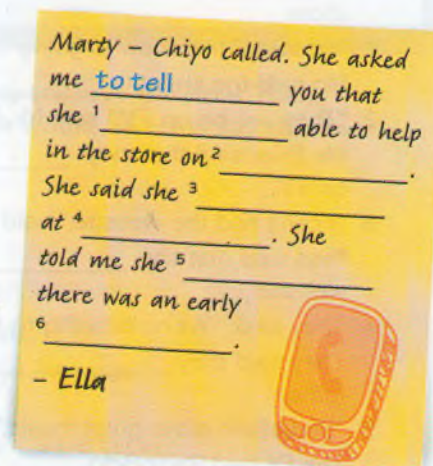 Marty – Chiyo called. She asked
me to tell you that
she 1 able to help
in the store on 2 .
She said she 3
at 4 . She
told me she 5
there was an early
6 .
– Ella